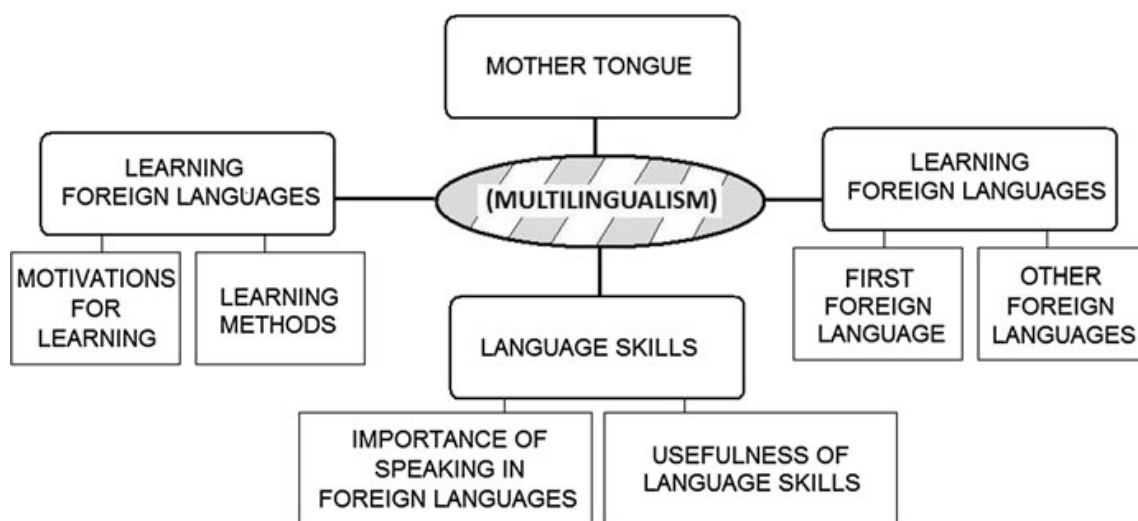 MOTHER TONGUE
LEARNING
FOREIGN LANGUAGES
(MULTILINGUALISM)
LEARNING
FOREIGN LANGUAGES
MOTIVATIONS
FOR
LEARNING
LEARNING
METHODS
LANGUAGE SKILLS
FIRST
FOREIGN
LANGUAGE
OTHER
FOREIGN
LANGUAGES
IMPORTANCE OF
SPEAKING IN
FOREIGN LANGUAGES
USEFULNESS OF
LANGUAGE SKILLS